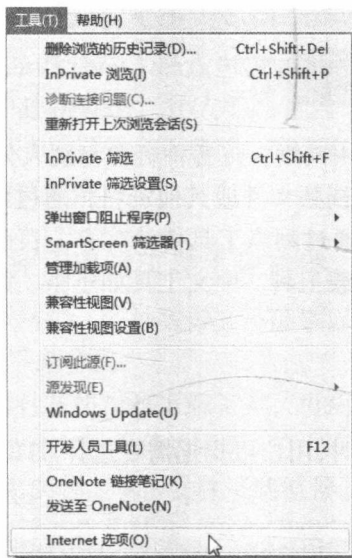 工具(T) 帮助(H)
删除浏览的历史记录(D)... Ctrl+Shift+Del
InPrivate 浏览(I) Ctrl+Shift+P
诊断连接问题(C)...
重新打开上次浏览会话(S)
InPrivate 筛选 Ctrl+Shift+F
InPrivate 筛选设置(S)
弹出窗口阻止程序(P)
SmartScreen 筛选器(T)
管理加载项(A)
兼容性视图(V)
兼容性视图设置(B)
订阅此源(F)...
源发现(E)
Windows Update(U)
开发人员工具(L) F12
OneNote 链接笔记(K)
发送至 OneNote(N)
Internet 选项(O)